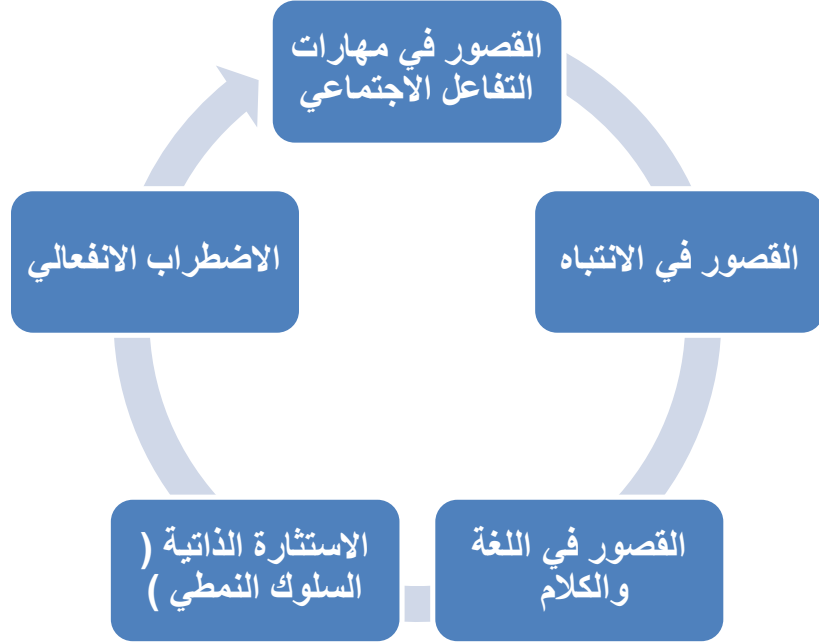 القصور في مهارات
التفاعل الاجتماعي
القصور في الانتباه
القصور في اللغة
والكلام
الاستثارة الذاتية (
السلوك النمطي )
الاضطراب الانفعالي